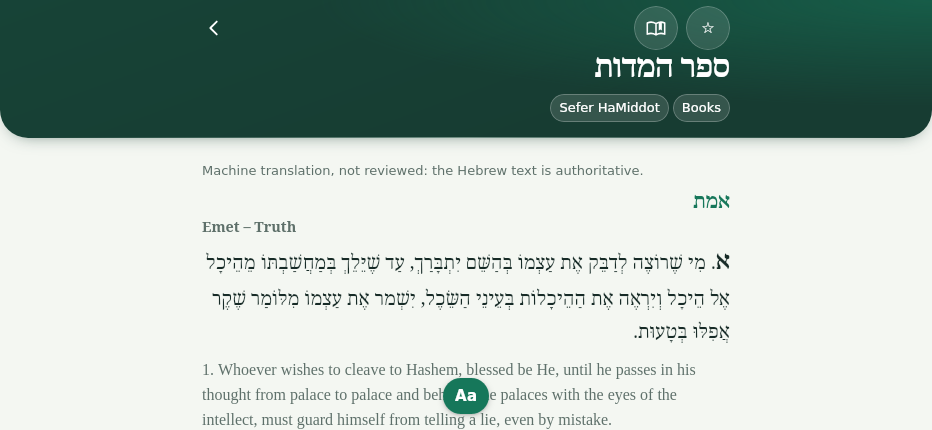 ספר המדות
Sefer HaMiddot
Books
Machine translation, not reviewed: the Hebrew text is authoritative.
אמת
Emet – Truth
א. מִי שֶׁרוֹצֶה לְדַבֵּק אֶת עַצְמוֹ בְּהַשֵּׁם יִתְבָּרַךְ, עַד שֶׁיֵּלֵךְ בְּמַחֲשַׁבְתּוֹ מֵהֵיכָל
אֶל הֵיכָל וְיִרְאֶה אֶת הַהֵיכָלוֹת בְּעֵינֵי הַשֵּׂכֶל, יִשְׁמֹר אֶת עַצְמוֹ מִלּוֹמַר שֶׁקֶר
אֲפִלּוּ בְּטָעוּת.
1. Whoever wishes to cleave to Hashem, blessed be He, until he passes in his
thought from palace to palace and palaces with the eyes of the
Aa
intellect, must guard himself from telling a lie, even by mistake.